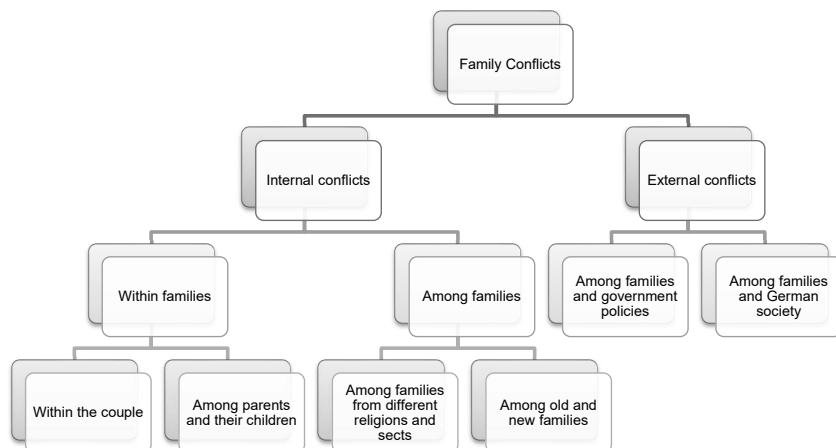 Family Conflicts
Internal conflicts
External conflicts
Within families
Among families
Among families
and government
policies
Among families
and German
society
Within the couple
Among parents
and their children
Among families
from different
religions and
sects
Among old and
new families